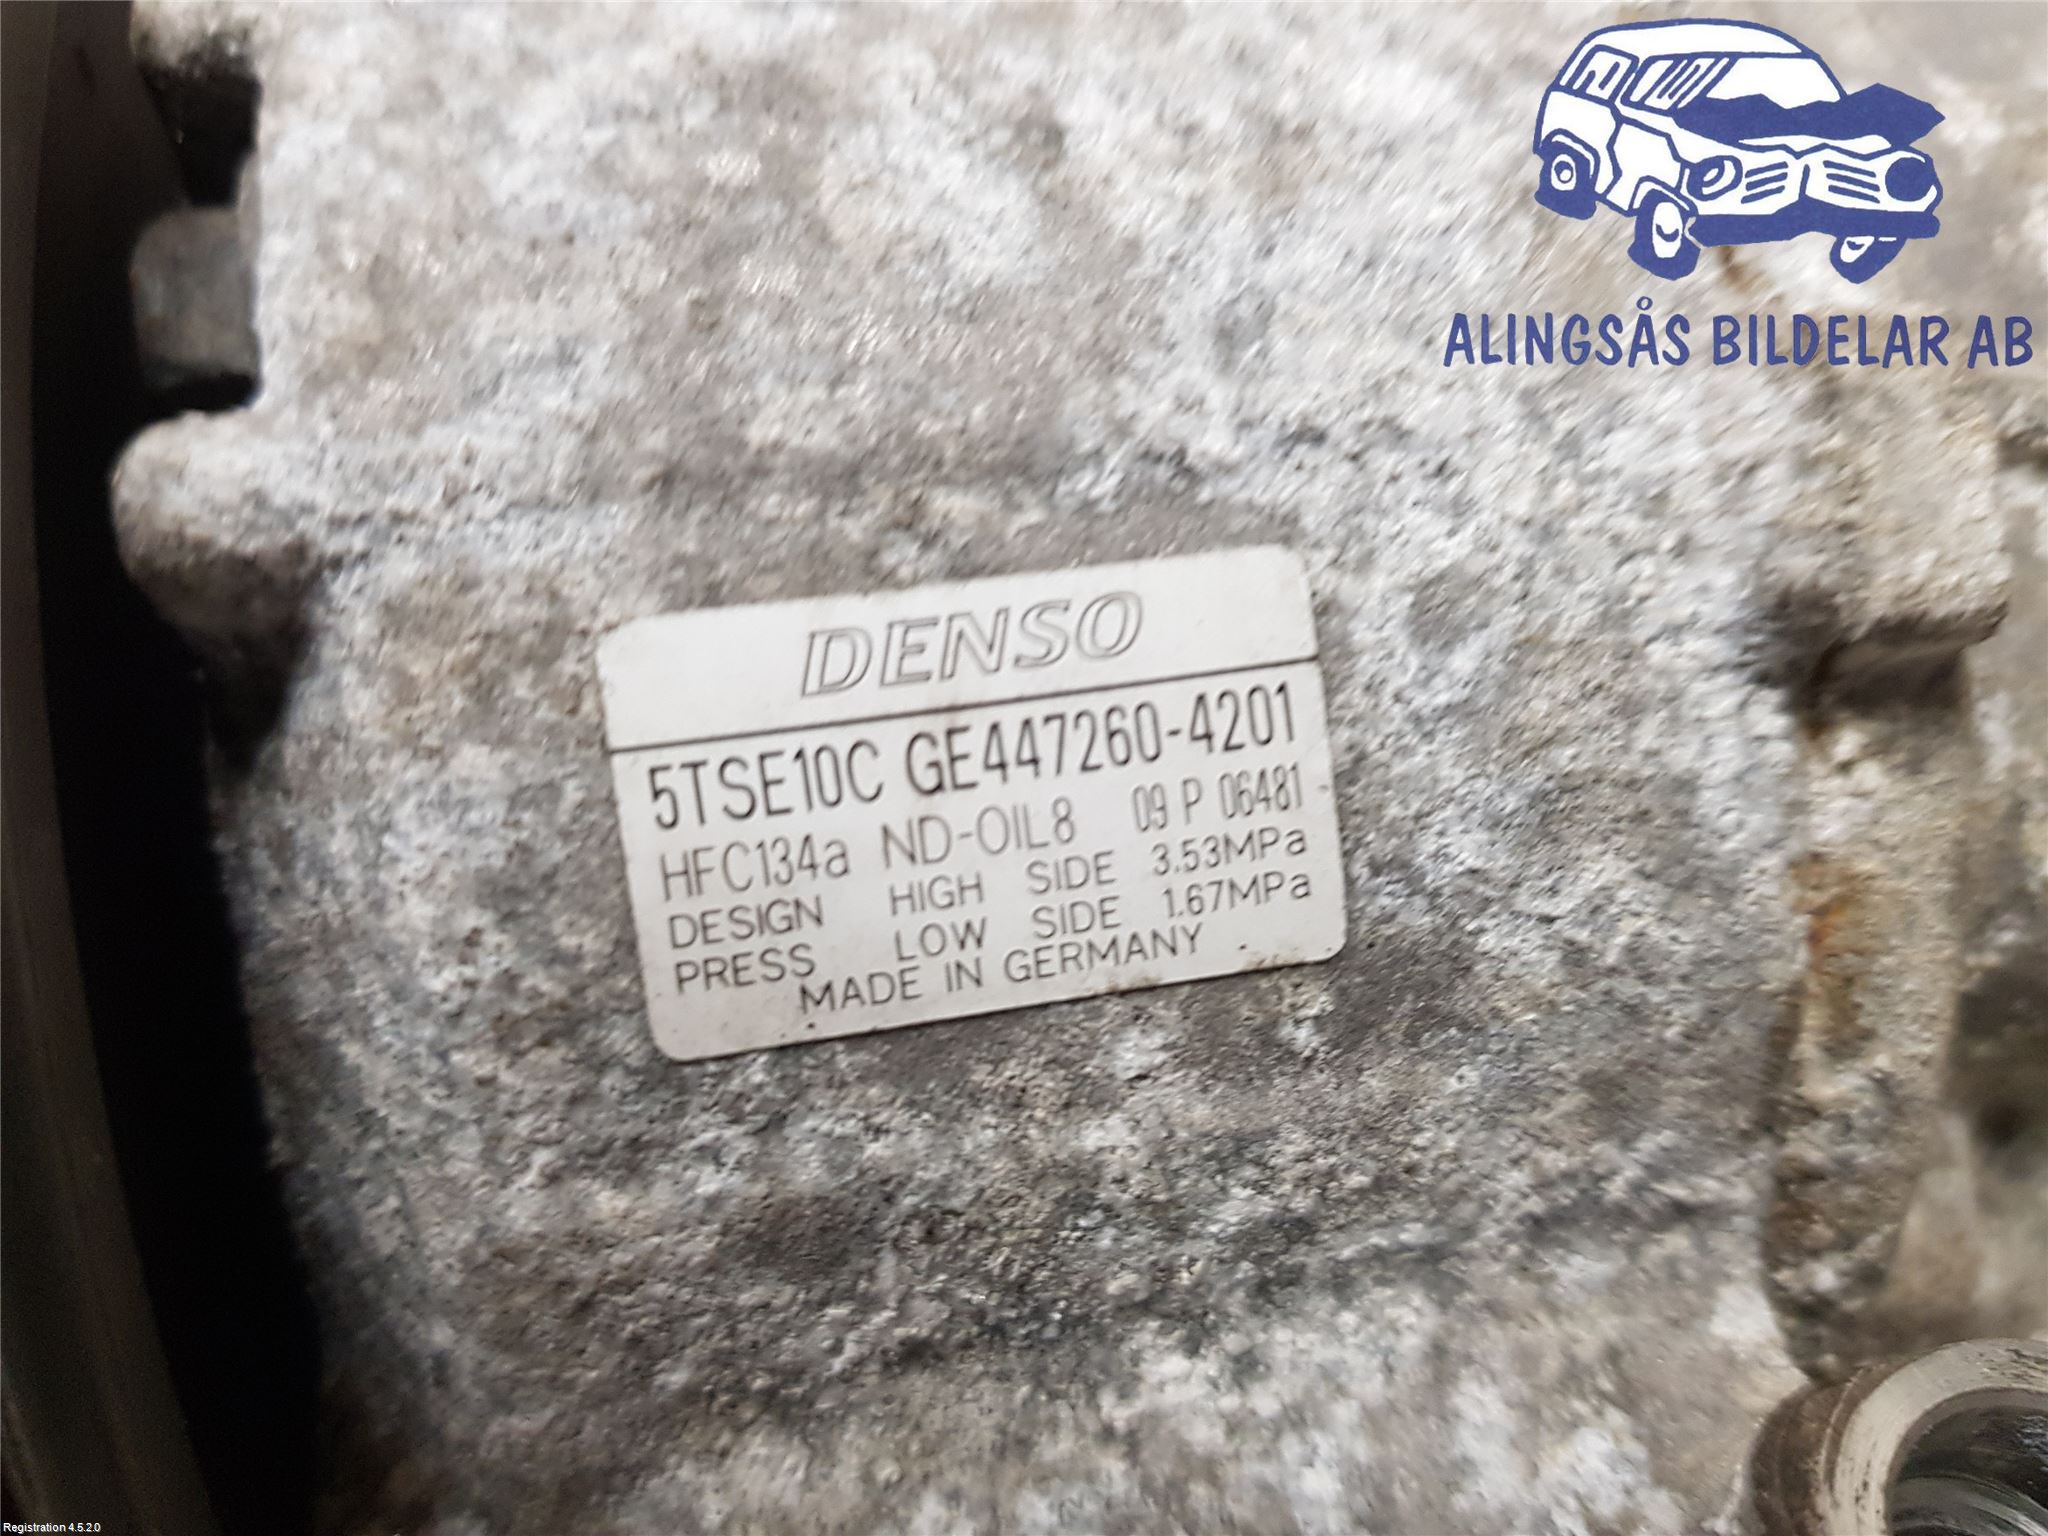 ALINGSÅS BILDELAR AB
DENSO
5TSE10C GE447260-4201
HFC134a ND-OIL8 09 P 06481
DESIGN HIGH SIDE 3.53MPa
PRESS LOW SIDE 1.67MPa
MADE IN GERMANY
Registration 4.5.2.0